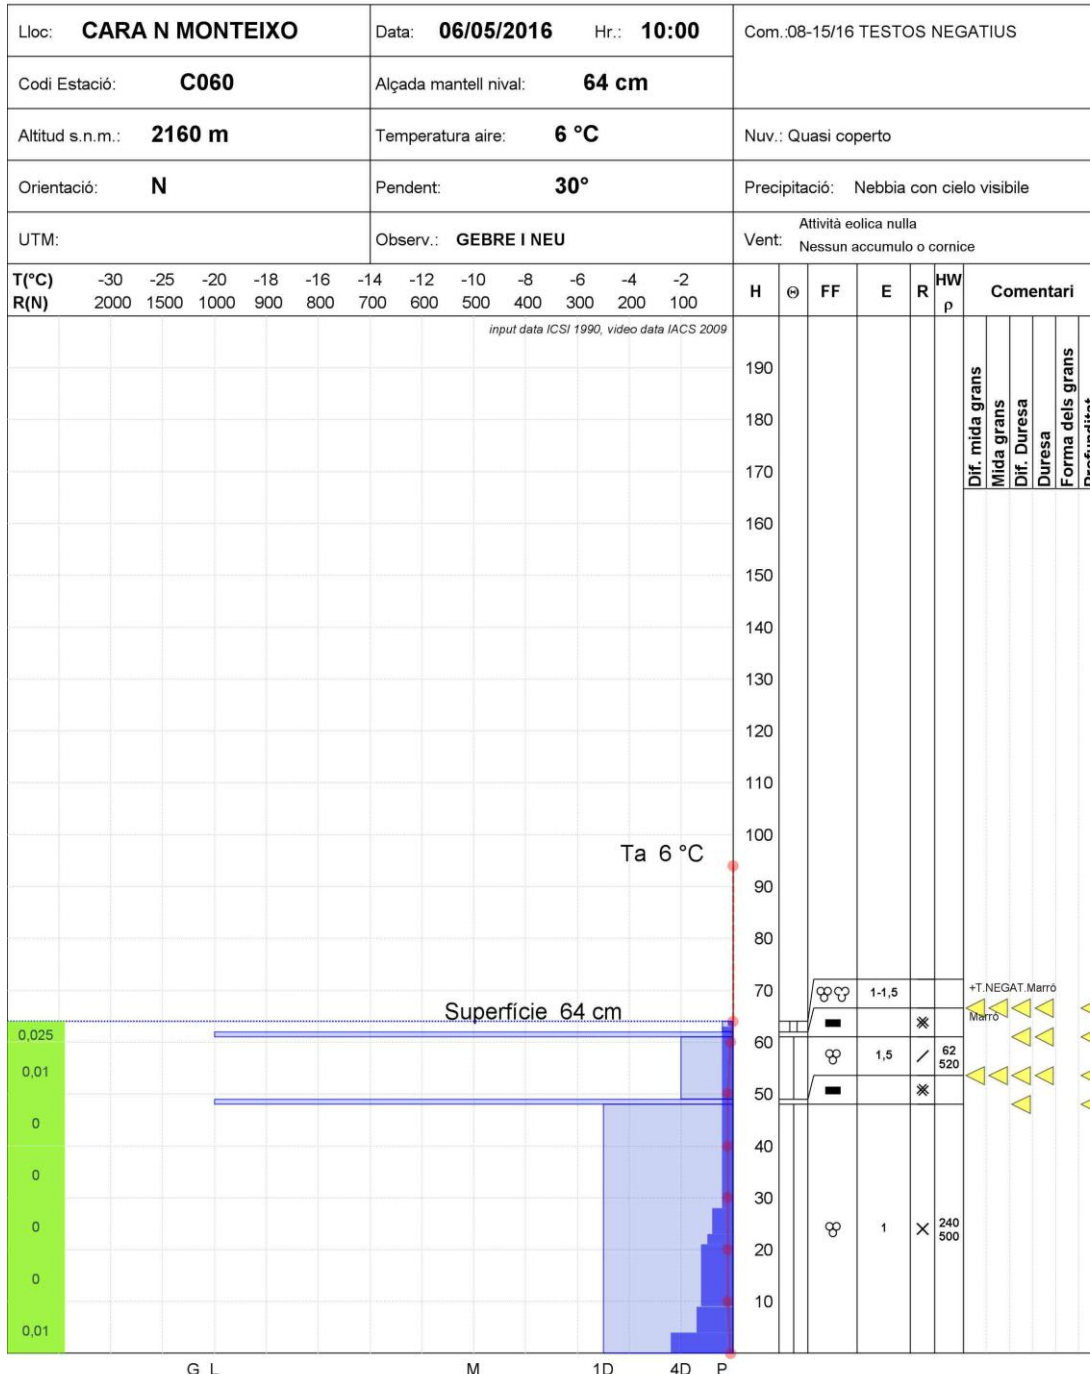 Lloc: CARA N MONTEIXO
Data: 06/05/2016 Hr.: 10:00
Com.:08-15/16 TESTOS NEGATIUS
Codi Estació: C060
Alçada mantell nival: 64 cm
Altitud s.n.m.: 2160 m
Temperatura aire: 6 °C
Nuv.: Quasi coperto
Orientació: N
Pendent: 30°
Precipitació: Nebbia con cielo visibile
UTM:
Observ.: GEBRE I NEU
Vent: Attività eolica nulla
Nessun accumulo o cornice
T(°C) -30 -25 -20 -18 -16 -14 -12 -10 -8 -6 -4 -2
R(N) 2000 1500 1000 900 800 700 600 500 400 300 200 100
H Θ FF E R HW ρ Comentari
input data ICSI 1990, video data IACS 2009
Dif. mida grans
Mida grans
Dif. Duresa
Duresa
Forma dels grans
Profunditat
190
180
170
160
150
140
130
120
110
100
Ta 6 °C
90
80
70
1-1,5
+T.NEGAT.Marró
Superfície 64 cm
Marró
0,025
60
1,5
62
520
0,01
50
0
40
0
30
0
1
240
500
20
0
10
0,01
G L M 1D 4D P